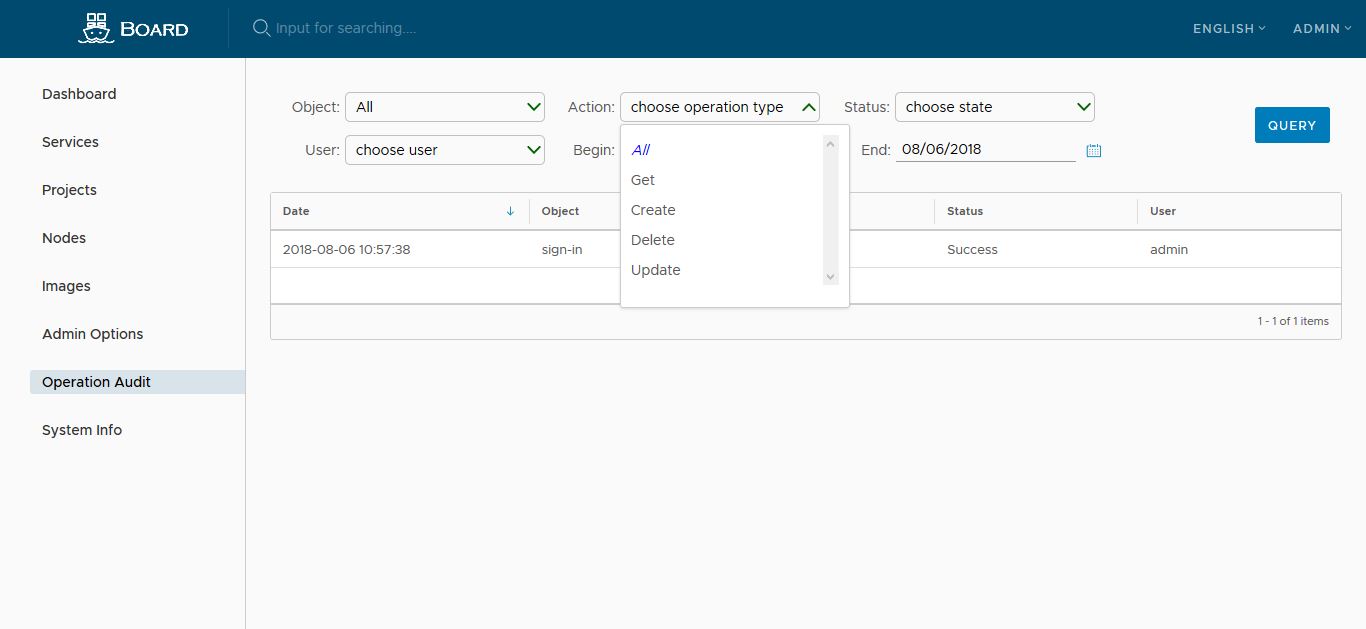 BOARD
Input for searching....
ENGLISH
ADMIN
Dashboard
Services
Projects
Nodes
Images
Admin Options
Operation Audit
System Info
Object: All
Action: choose operation type
Status: choose state
QUERY
User: choose user
Begin:
End: 08/06/2018
All
Get
Create
Delete
Update
Date Object Status User
2018-08-06 10:57:38 sign-in Success admin
1 - 1 of 1 items